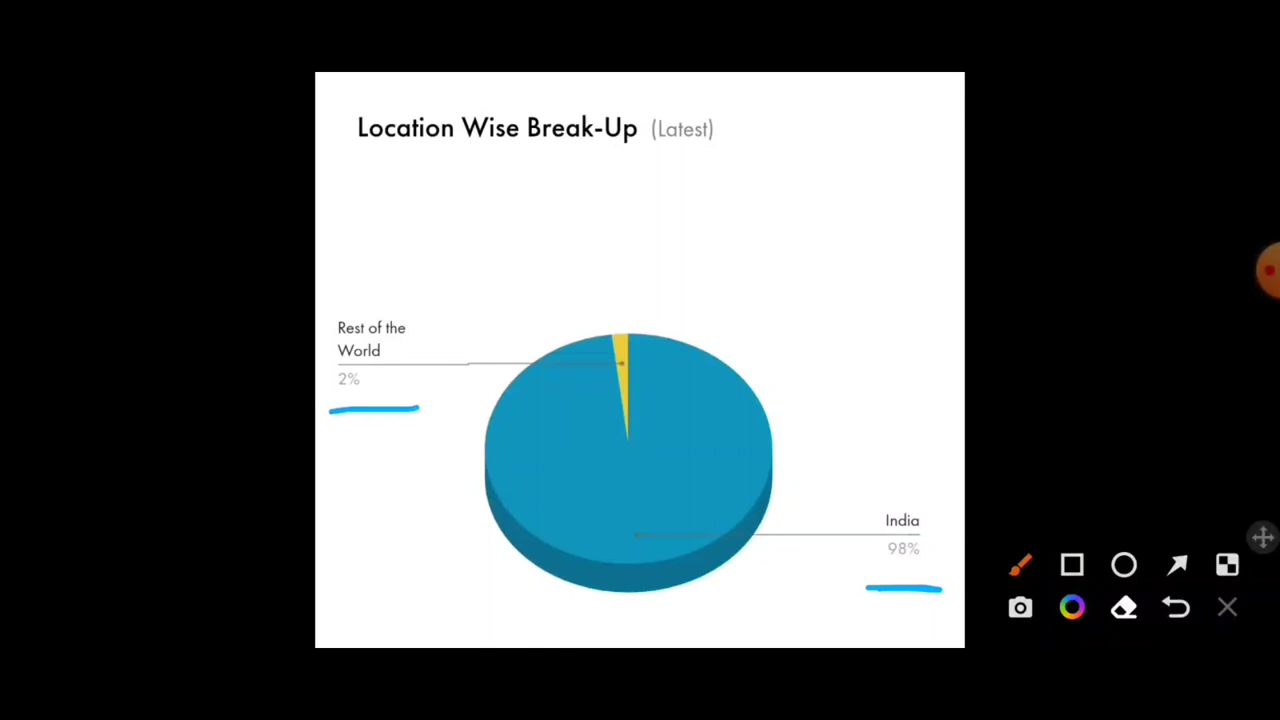 Location Wise Break-Up (Latest)
Rest of the
World
2%
India
98%